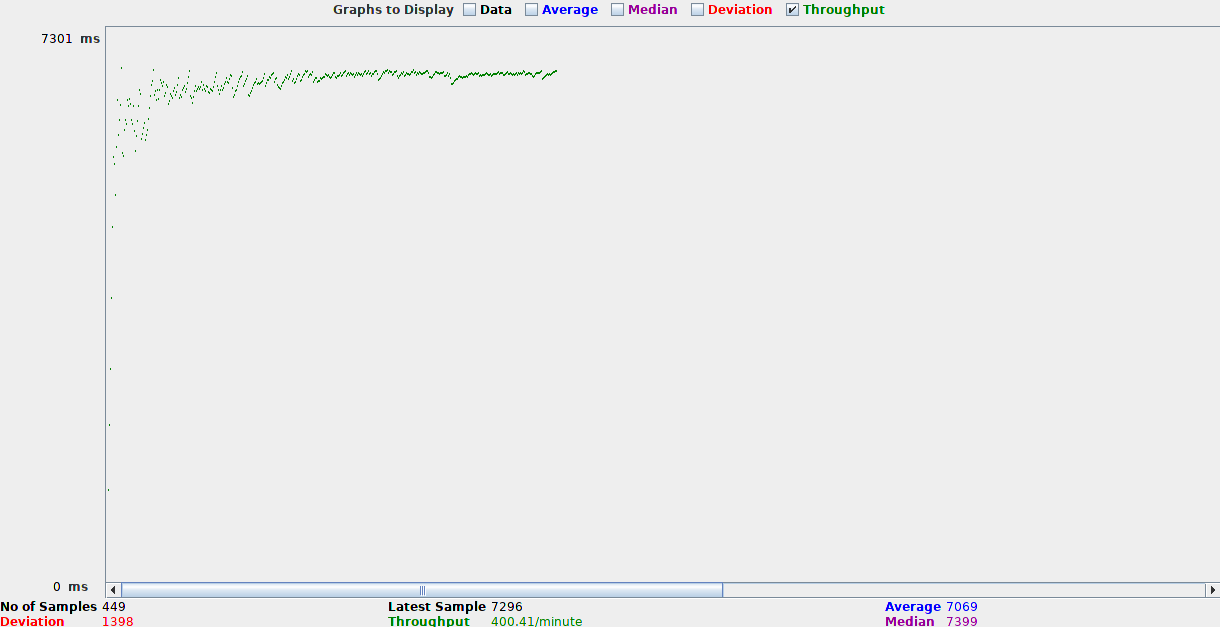 Graphs to Display Data Average Median Deviation Throughput
7301 ms
0 ms
No of Samples 449 Latest Sample 7296 Average 7069
Deviation 1398 Throughput 400.41/minute Median 7399